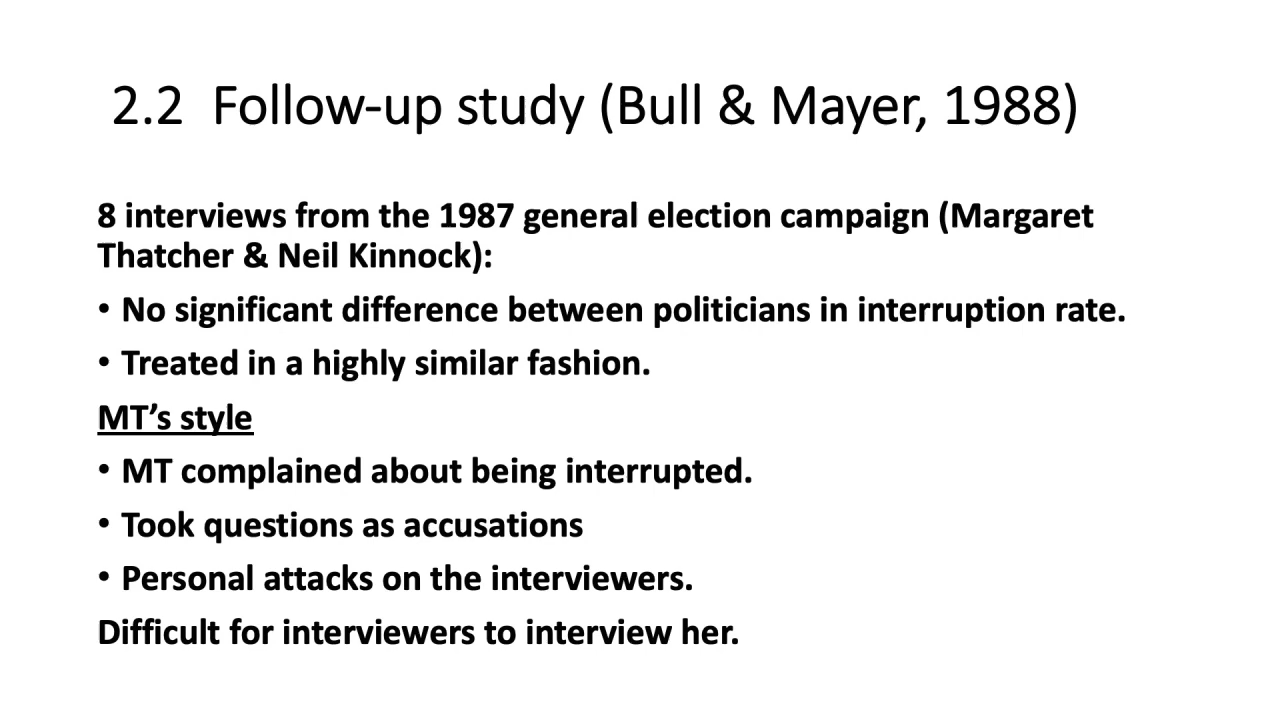 2.2  Follow-up study (Bull & Mayer, 1988)
8 interviews from the 1987 general election campaign (Margaret
Thatcher & Neil Kinnock):
• No significant difference between politicians in interruption rate.
• Treated in a highly similar fashion.
MT’s style
• MT complained about being interrupted.
• Took questions as accusations
• Personal attacks on the interviewers.
Difficult for interviewers to interview her.